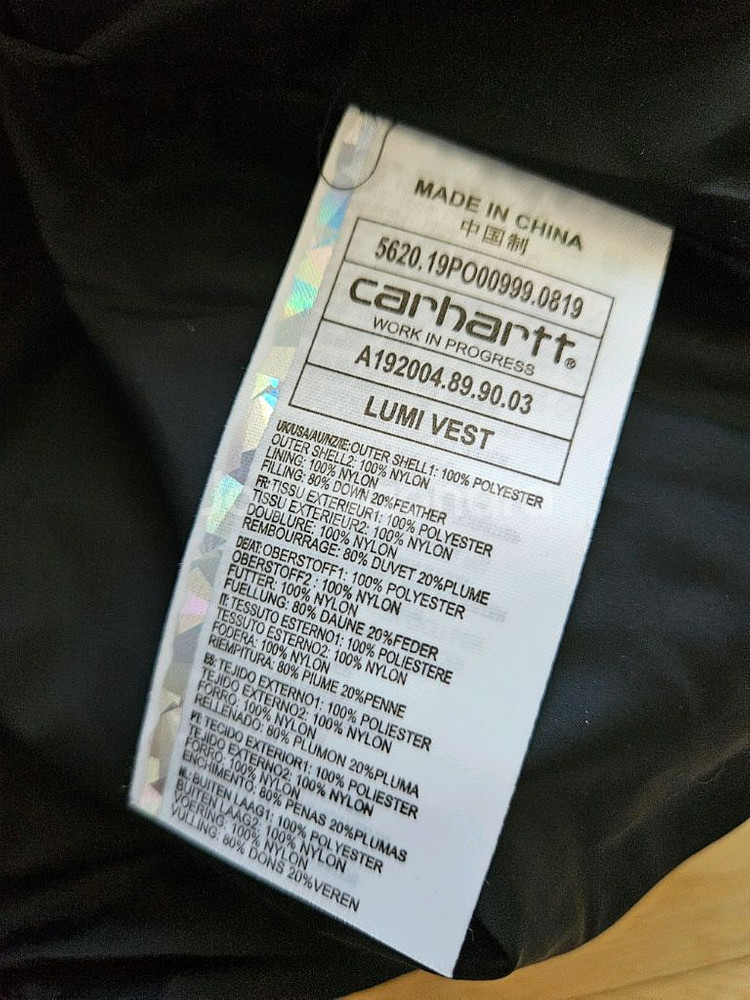 MADE IN CHINA
中国制
5620.19PO00999.0819
carhartt®
WORK IN PROGRESS
A192004.89.90.03
LUMI VEST
UK/USA/AU/NZ/IE: OUTER SHELL1: 100% POLYESTER
OUTER SHELL2: 100% NYLON
LINING: 100% NYLON
FILLING: 80% DOWN 20%FEATHER
FR: TISSU EXTERIEUR1: 100% POLYESTER
TISSU EXTERIEUR2: 100% NYLON
DOUBLURE: 100% NYLON
REMBOURRAGE: 80% DUVET 20%PLUME
DE/AT: OBERSTOFF1: 100% POLYESTER
OBERSTOFF2 : 100% NYLON
FUTTER: 100% NYLON
FUELLUNG: 80% DAUNE 20%FEDER
IT: TESSUTO ESTERNO1: 100% POLIESTERE
TESSUTO ESTERNO2: 100% NYLON
FODERA: 100% NYLON
RIEMPITURA: 80% PIUME 20%PENNE
ES: TEJIDO EXTERNO1: 100% POLIESTER
TEJIDO EXTERNO2: 100% NYLON
FORRO: 100% NYLON
RELLENADO: 80% PLUMON 20%PLUMA
PT: TECIDO EXTERIOR1: 100% POLIESTER
TEJIDO EXTERNO2: 100% NYLON
FORRO: 100% NYLON
ENCHIMENTO: 80% PENAS 20%PLUMAS
NL: BUITEN LAAG1: 100% POLYESTER
BUITEN LAAG2: 100% NYLON
VOERING: 100% NYLON
VULLING: 80% DONS 20%VEREN